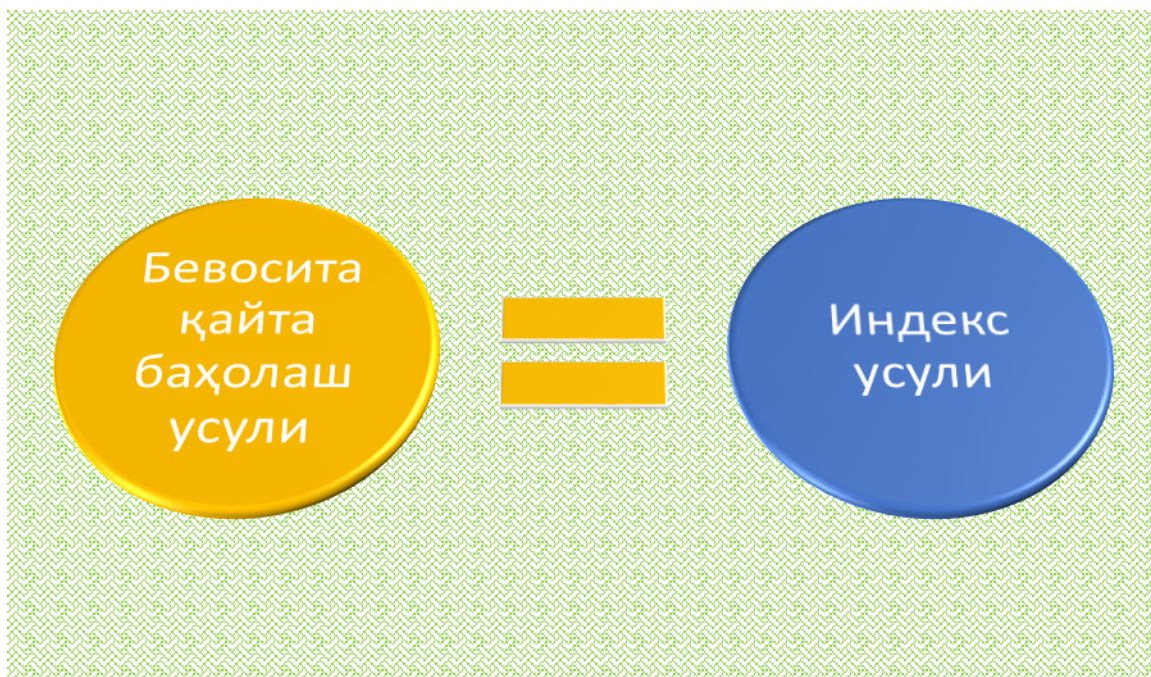 Бевосита
қайта
баҳолаш
усули
Индекс
усули